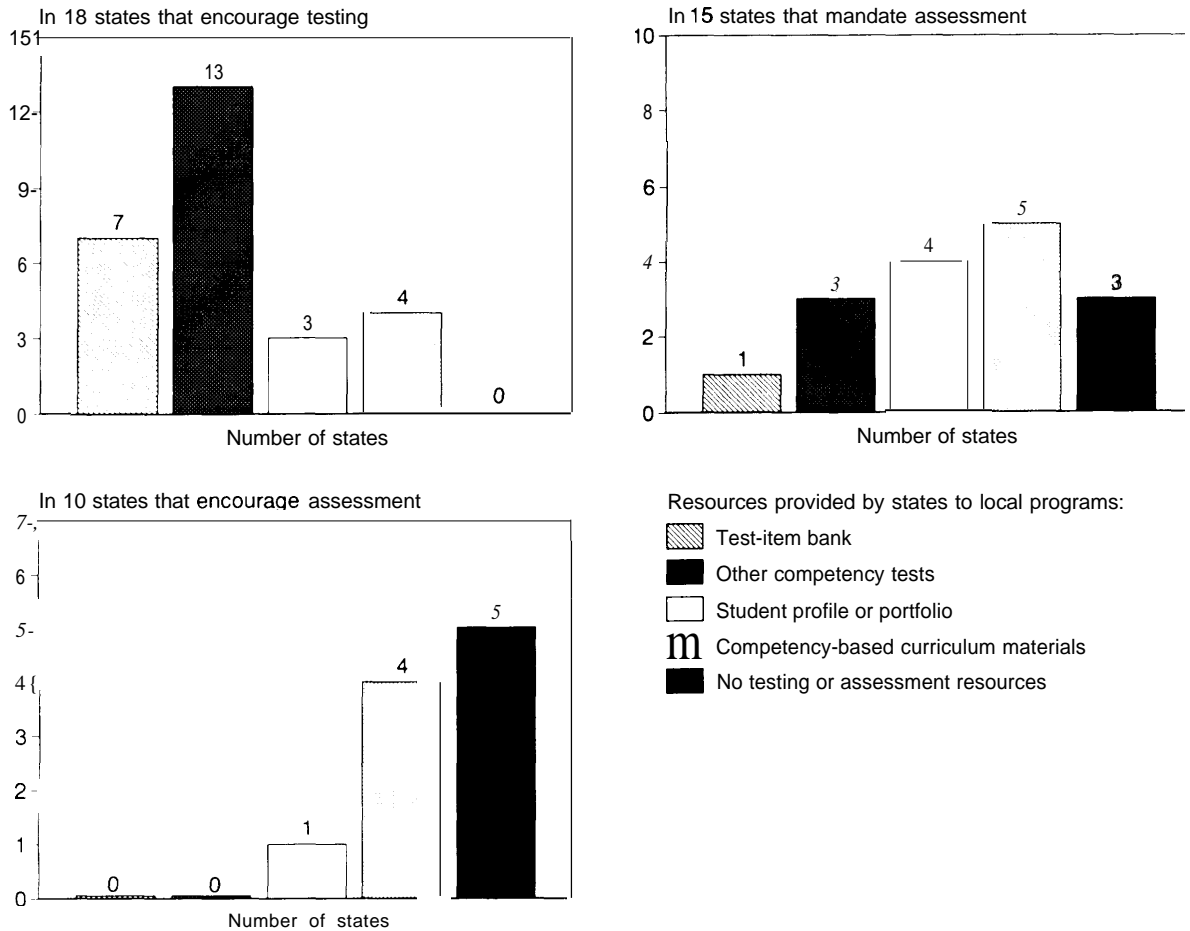 In 18 states that encourage testing
151
12-
9-
6
3
0
7
13
3
4
0
Number of states
In 15 states that mandate assessment
10
8
6
4
2
0
1
3
4
5
3
Number of states
In 10 states that encourage assessment
7-,
6
5-
4 {
3
2
1
0
0
0
1
4
5
Number of states
Resources provided by states to local programs:
Test-item bank
Other competency tests
Student profile or portfolio
m Competency-based curriculum materials
No testing or assessment resources